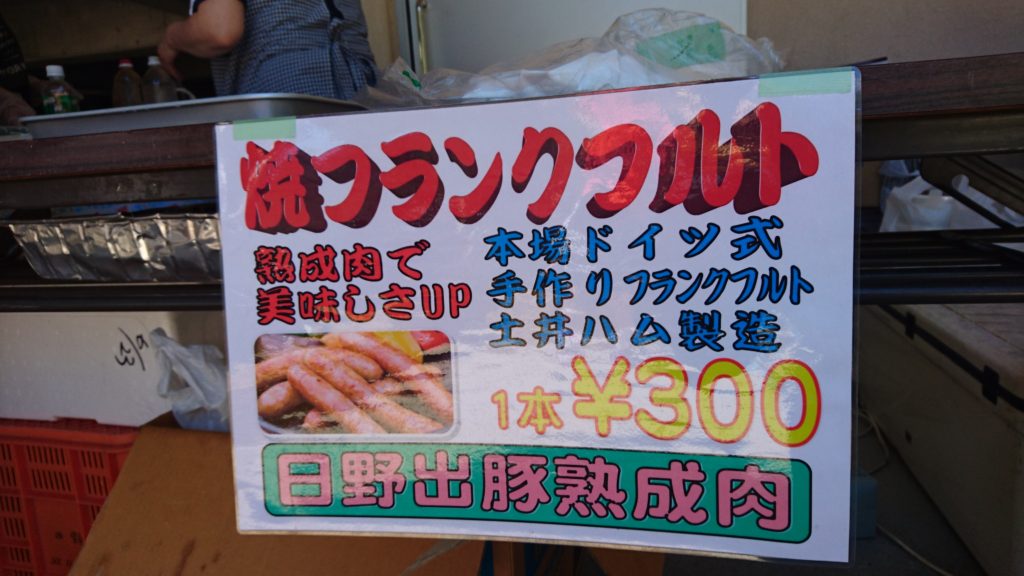 焼フランクフルト
熟成肉で
美味しさUP
本場ドイツ式
手作りフランクフルト
土井ハム製造
1本¥300
日野出豚熟成肉